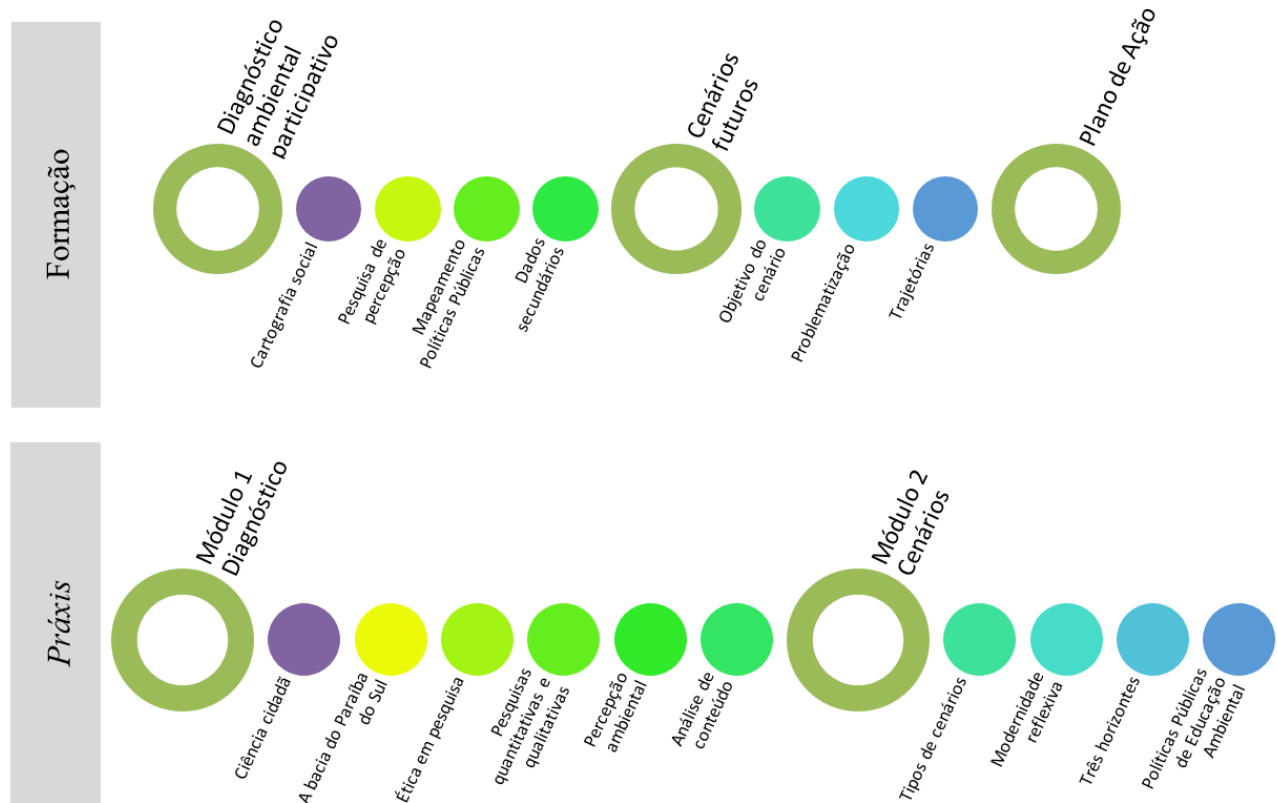 Formação
Diagnóstico
ambiental
participativo
Cartografia social
Pesquisa de
percepção
Mapeamento
Políticas Públicas
Dados
secundários
Cenários
futuros
Objetivo do
cenário
Problematização
Trajetórias
Plano de Ação
Práxis
Módulo 1
Diagnóstico
Ciência cidadã
A bacia do Paraíba
do Sul
Ética em pesquisa
Pesquisas
quantitativas e
qualitativas
Percepção
ambiental
Análise de
conteúdo
Módulo 2
Cenários
Tipos de cenários
Modernidade
reflexiva
Três horizontes
Políticas Públicas
de Educação
Ambiental